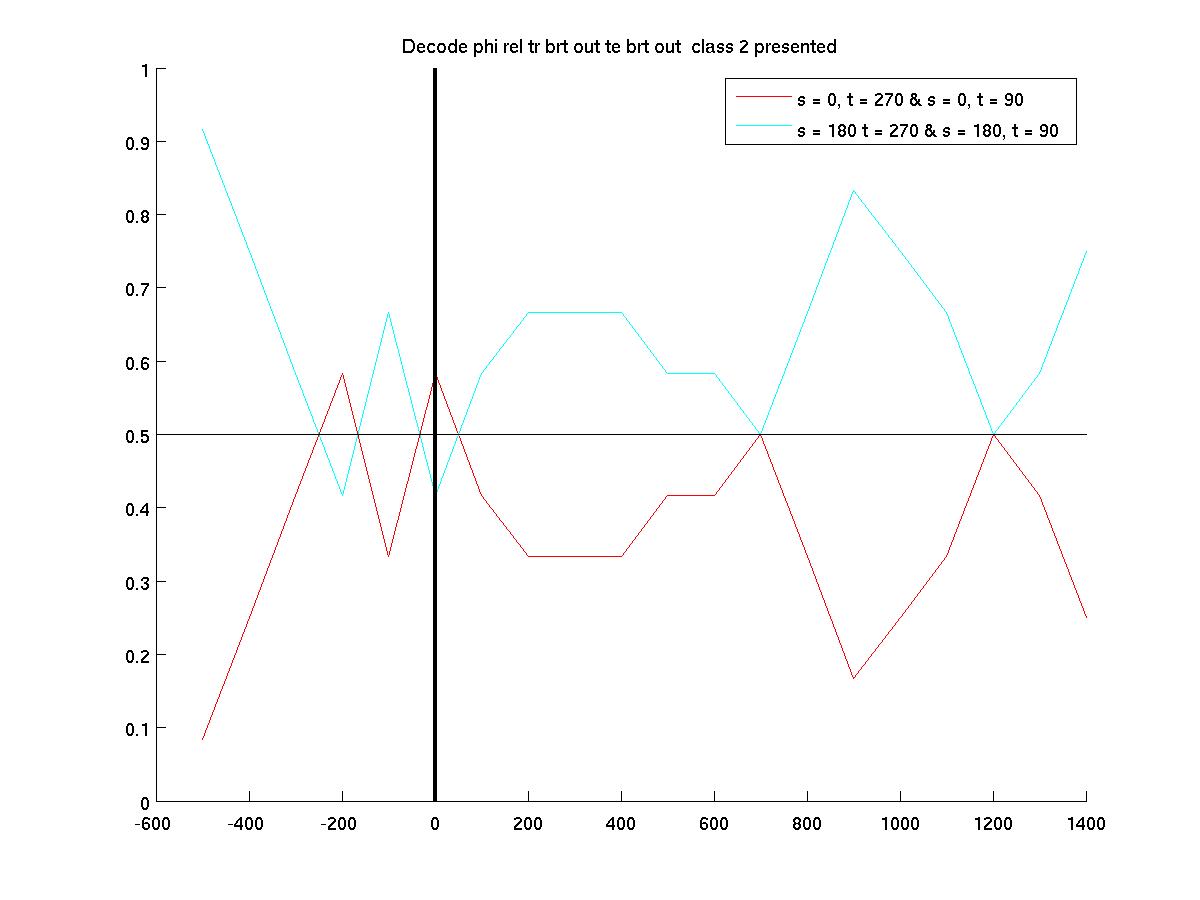 Decode phi rel tr brt out te brt out  class 2 presented
s = 0, t = 270 & s = 0, t = 90
s = 180 t = 270 & s = 180, t = 90
1
0.9
0.8
0.7
0.6
0.5
0.4
0.3
0.2
0.1
0
-600 -400 -200 0 200 400 600 800 1000 1200 1400